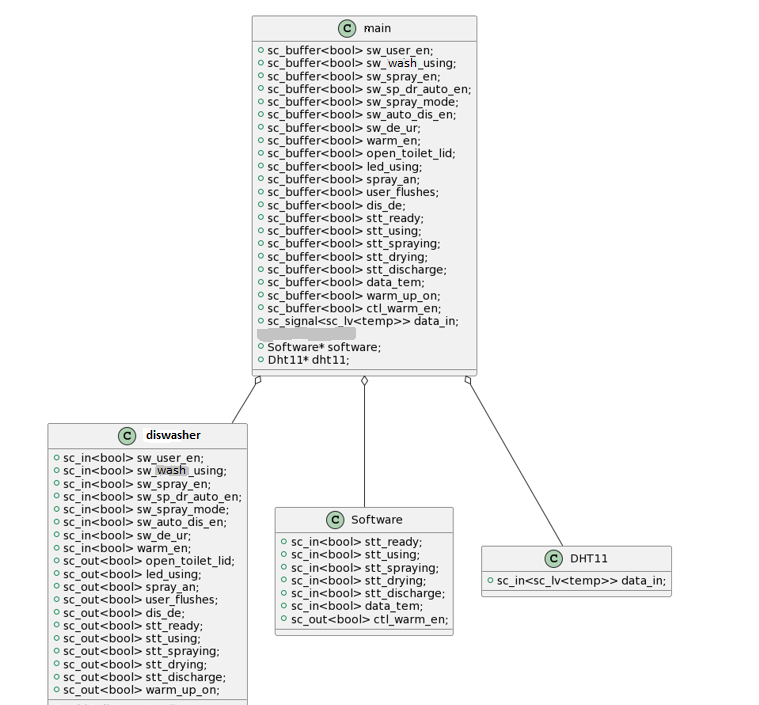 C main
sc_buffer<bool> sw_user_en;
sc_buffer<bool> sw_wash_using;
sc_buffer<bool> sw_spray_en;
sc_buffer<bool> sw_sp_dr_auto_en;
sc_buffer<bool> sw_spray_mode;
sc_buffer<bool> sw_auto_dis_en;
sc_buffer<bool> sw_de_ur;
sc_buffer<bool> warm_en;
sc_buffer<bool> open_toilet_lid;
sc_buffer<bool> led_using;
sc_buffer<bool> spray_an;
sc_buffer<bool> user_flushes;
sc_buffer<bool> dis_de;
sc_buffer<bool> stt_ready;
sc_buffer<bool> stt_using;
sc_buffer<bool> stt_spraying;
sc_buffer<bool> stt_drying;
sc_buffer<bool> stt_discharge;
sc_buffer<bool> data_tem;
sc_buffer<bool> warm_up_on;
sc_buffer<bool> ctl_warm_en;
sc_signal<sc_lv<temp>> data_in;
Software* software;
Dht11* dht11;
C diswasher
sc_in<bool> sw_user_en;
sc_in<bool> sw_wash_using;
sc_in<bool> sw_spray_en;
sc_in<bool> sw_sp_dr_auto_en;
sc_in<bool> sw_spray_mode;
sc_in<bool> sw_auto_dis_en;
sc_in<bool> sw_de_ur;
sc_in<bool> warm_en;
sc_out<bool> open_toilet_lid;
sc_out<bool> led_using;
sc_out<bool> spray_an;
sc_out<bool> user_flushes;
sc_out<bool> dis_de;
sc_out<bool> stt_ready;
sc_out<bool> stt_using;
sc_out<bool> stt_spraying;
sc_out<bool> stt_drying;
sc_out<bool> stt_discharge;
sc_out<bool> warm_up_on;
C Software
sc_in<bool> stt_ready;
sc_in<bool> stt_using;
sc_in<bool> stt_spraying;
sc_in<bool> stt_drying;
sc_in<bool> stt_discharge;
sc_in<bool> data_tem;
sc_out<bool> ctl_warm_en;
C DHT11
sc_in<sc_lv<temp>> data_in;